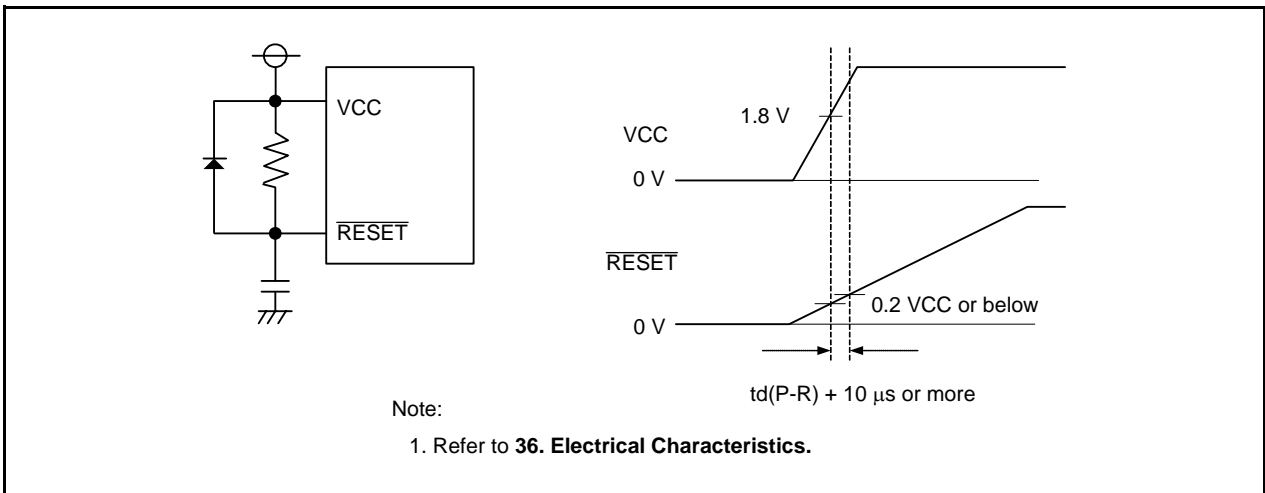 VCC
RESET
1.8 V
VCC
0 V
RESET
0.2 VCC or below
0 V
td(P-R) + 10 μs or more
Note:
1. Refer to 36. Electrical Characteristics.